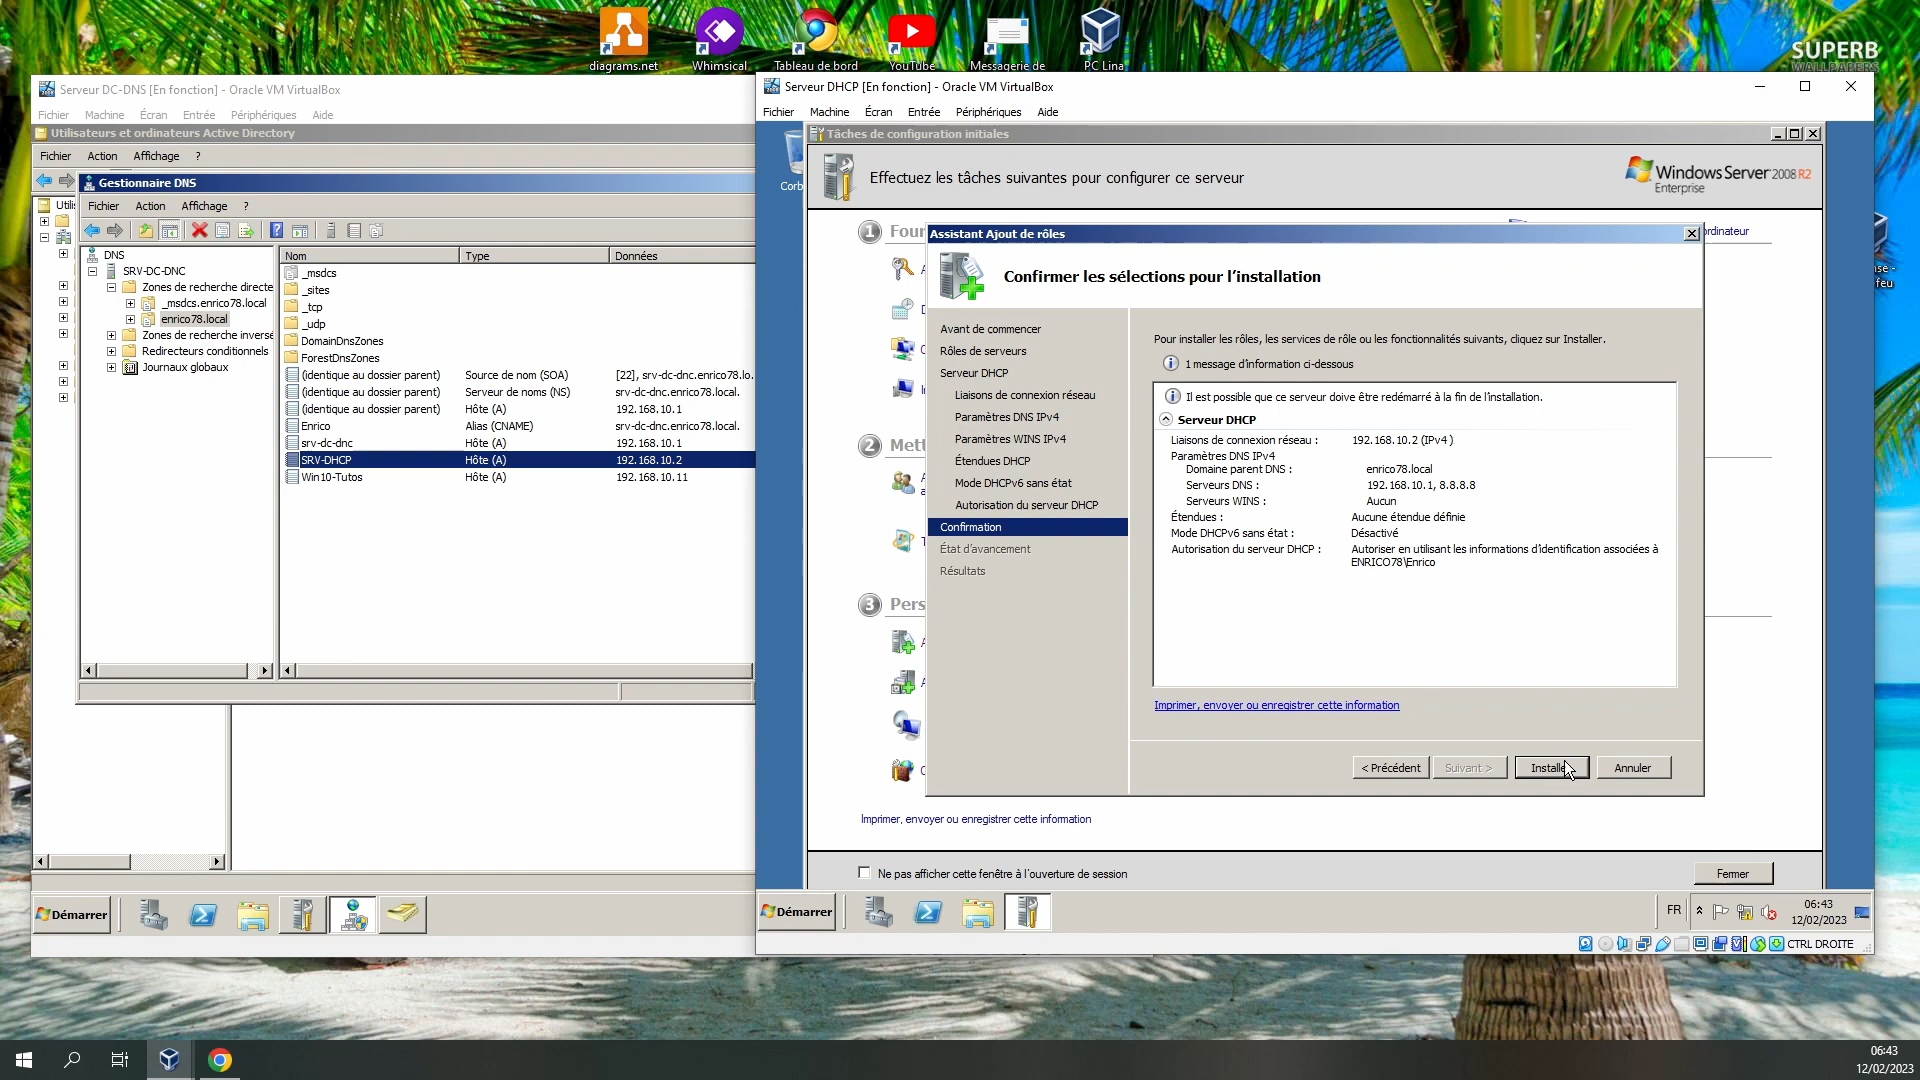 diagrams.net
Whimsical
Tableau de bord
YouTube
Messagerie de
PC Lina
SUPERB
WALLPAPERS
Serveur DC-DNS [En fonction] - Oracle VM VirtualBox
Fichier Machine Écran Entrée Périphériques Aide
Utilisateurs et ordinateurs Active Directory
Fichier Action Affichage ?
Gestionnaire DNS
Fichier Action Affichage ?
DNS
SRV-DC-DNC
Zones de recherche directe
_msdcs.enrico78.local
enrico78.local
Zones de recherche inversé
Redirecteurs conditionnels
Journaux globaux
Nom Type Données
_msdcs
_sites
_tcp
_udp
DomainDnsZones
ForestDnsZones
(identique au dossier parent) Source de nom (SOA) [22], srv-dc-dnc.enrico78.lo.
(identique au dossier parent) Serveur de noms (NS) srv-dc-dnc.enrico78.local.
(identique au dossier parent) Hôte (A) 192.168.10.1
Enrico Alias (CNAME) srv-dc-dnc.enrico78.local.
srv-dc-dnc Hôte (A) 192.168.10.1
SRV-DHCP Hôte (A) 192.168.10.2
Win10-Tutos Hôte (A) 192.168.10.11
Démarrer
Serveur DHCP [En fonction] - Oracle VM VirtualBox
Fichier Machine Écran Entrée Périphériques Aide
Tâches de configuration initiales
Effectuez les tâches suivantes pour configurer ce serveur
Windows Server 2008 R2
Enterprise
1 Four
ordinateur
2 Mett
3 Pers
Assistant Ajout de rôles
Confirmer les sélections pour l'installation
Avant de commencer
Rôles de serveurs
Serveur DHCP
Liaisons de connexion réseau
Paramètres DNS IPv4
Paramètres WINS IPv4
Étendues DHCP
Mode DHCPv6 sans état
Autorisation du serveur DHCP
Confirmation
État d'avancement
Résultats
Pour installer les rôles, les services de rôle ou les fonctionnalités suivants, cliquez sur Installer.
1 message d'information ci-dessous
Il est possible que ce serveur doive être redémarré à la fin de l'installation.
Serveur DHCP
Liaisons de connexion réseau : 192.168.10.2 (IPv4 )
Paramètres DNS IPv4
Domaine parent DNS : enrico78.local
Serveurs DNS : 192.168.10.1, 8.8.8.8
Serveurs WINS : Aucun
Étendues : Aucune étendue définie
Mode DHCPv6 sans état : Désactivé
Autorisation du serveur DHCP : Autoriser en utilisant les informations d'identification associées à
ENRICO78\Enrico
Imprimer, envoyer ou enregistrer cette information
< Précédent Suivant > Installe Annuler
Imprimer, envoyer ou enregistrer cette information
Ne pas afficher cette fenêtre à l'ouverture de session
Fermer
Démarrer
FR
06:43
12/02/2023
CTRL DROITE
06:43
12/02/2023